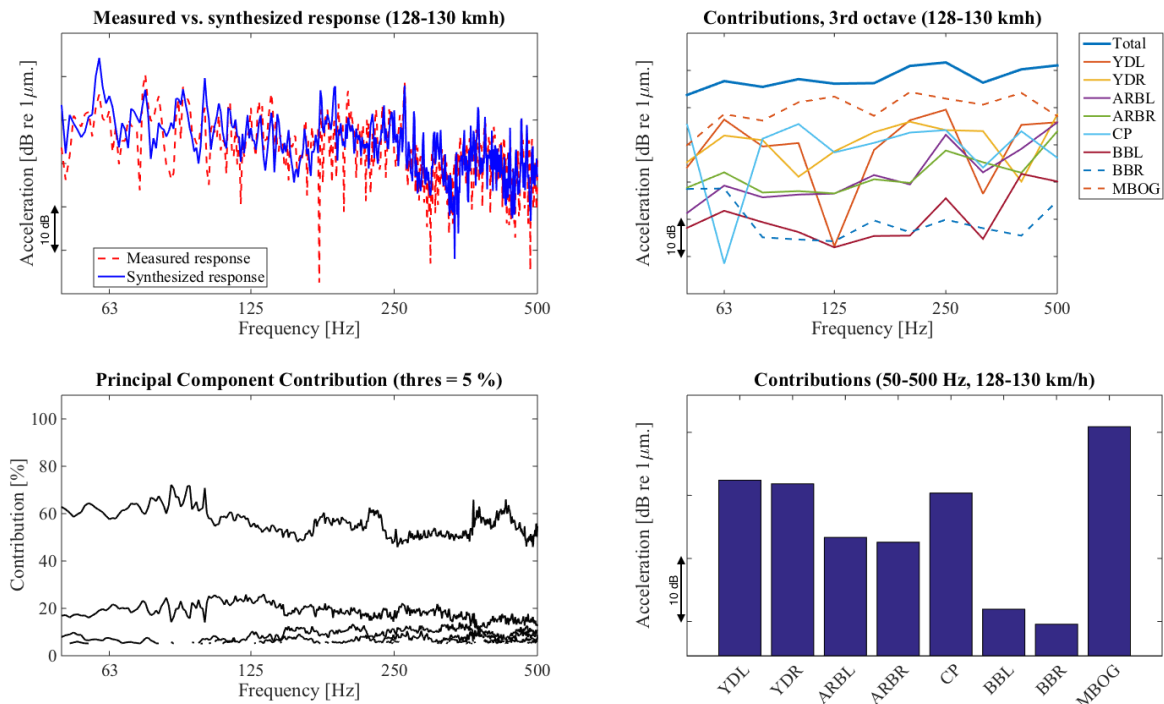 Measured vs. synthesized response (128-130 kmh)
Acceleration [dB re 1μm.]
10 dB
Measured response
Synthesized response
63
125
250
500
Frequency [Hz]
Contributions, 3rd octave (128-130 kmh)
Acceleration [dB re 1μm.]
10 dB
63
125
250
500
Frequency [Hz]
Total
YDL
YDR
ARBL
ARBR
CP
BBL
BBR
MBOG
Principal Component Contribution (thres = 5 %)
Contribution [%]
100
80
60
40
20
0
63
125
250
500
Frequency [Hz]
Contributions (50-500 Hz, 128-130 km/h)
Acceleration [dB re 1μm.]
10 dB
YDL
YDR
ARBL
ARBR
CP
BBL
BBR
MBOG